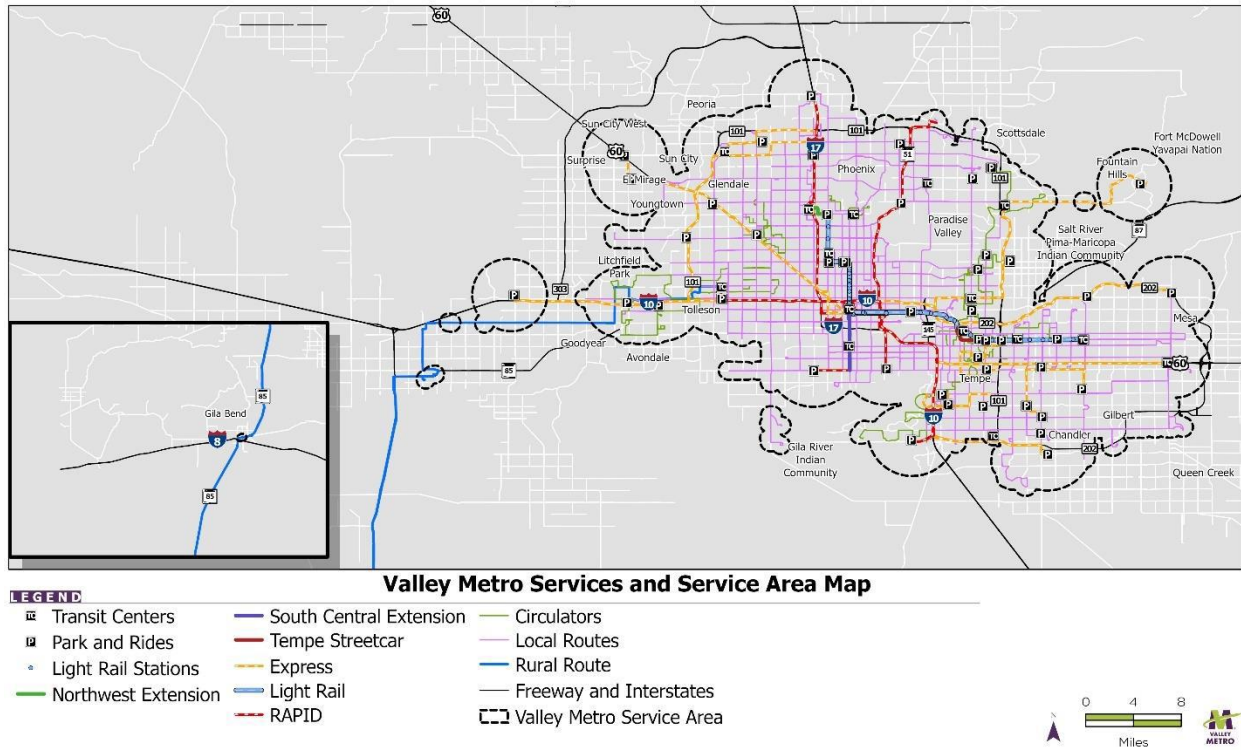 60
Peoria
Sun City West
101
101
Scottsdale
Fort McDowell
Yavapai Nation
17
51
60
Surprise
Sun City
Phoenix
101
Fountain
Hills
El Mirage
Glendale
Youngtown
Paradise
Valley
Salt River
Pima-Maricopa
Indian Community
87
Litchfield
Park
303
101
10
10
202
Tolleson
17
202
145
Mesa
Goodyear
Avondale
85
60
Tempe
101
10
Gilbert
Chandler
202
Gila River
Indian
Community
Queen Creek
85
Gila Bend
8
85
Valley Metro Services and Service Area Map
LEGEND
TC Transit Centers
P Park and Rides
Light Rail Stations
Northwest Extension
South Central Extension
Tempe Streetcar
Express
Light Rail
RAPID
Circulators
Local Routes
Rural Route
Freeway and Interstates
Valley Metro Service Area
N
0 4 8
Miles
VALLEY
METRO